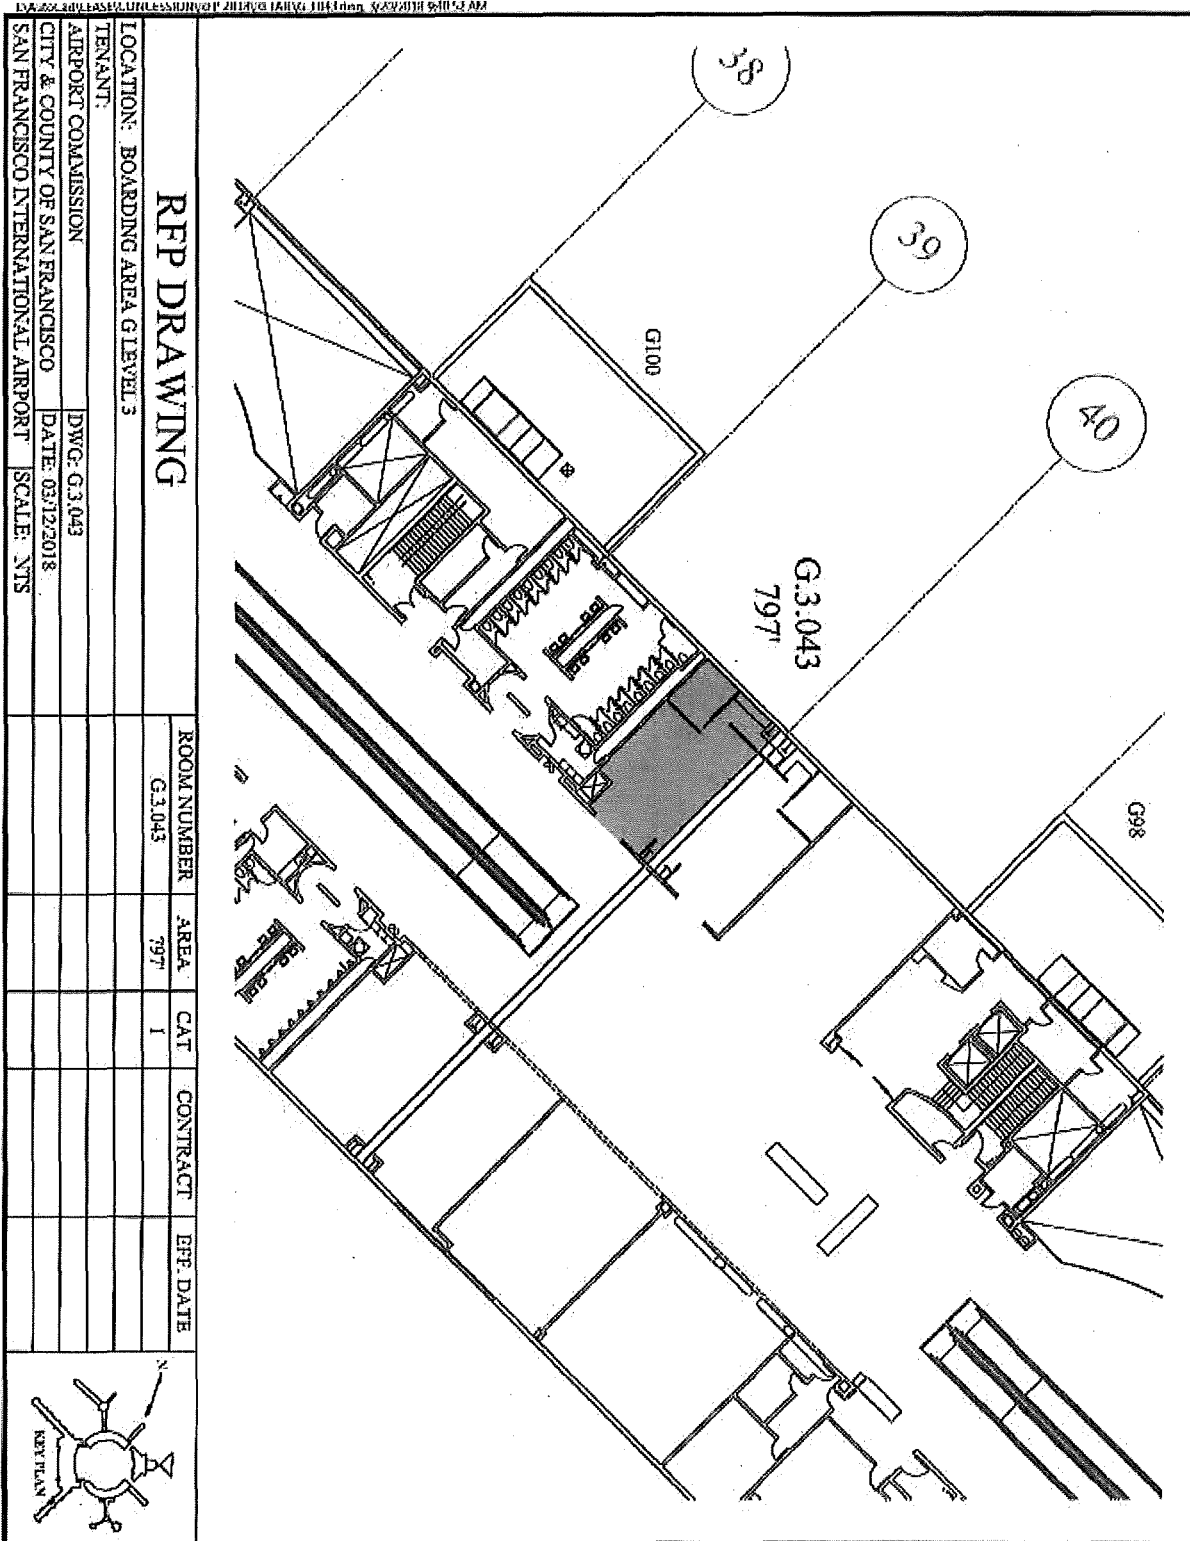 38
39
40
G100
G98
G.3.043
797'
RFP DRAWING
LOCATION: BOARDING AREA G LEVEL 3
TENANT:
AIRPORT COMMISSION DWG: G.3.043
CITY & COUNTY OF SAN FRANCISCO DATE: 03/12/2018
SAN FRANCISCO INTERNATIONAL AIRPORT SCALE: NTS
ROOM NUMBER AREA CAT CONTRACT EFF. DATE
G.3.043 797' 1
N
KEY PLAN